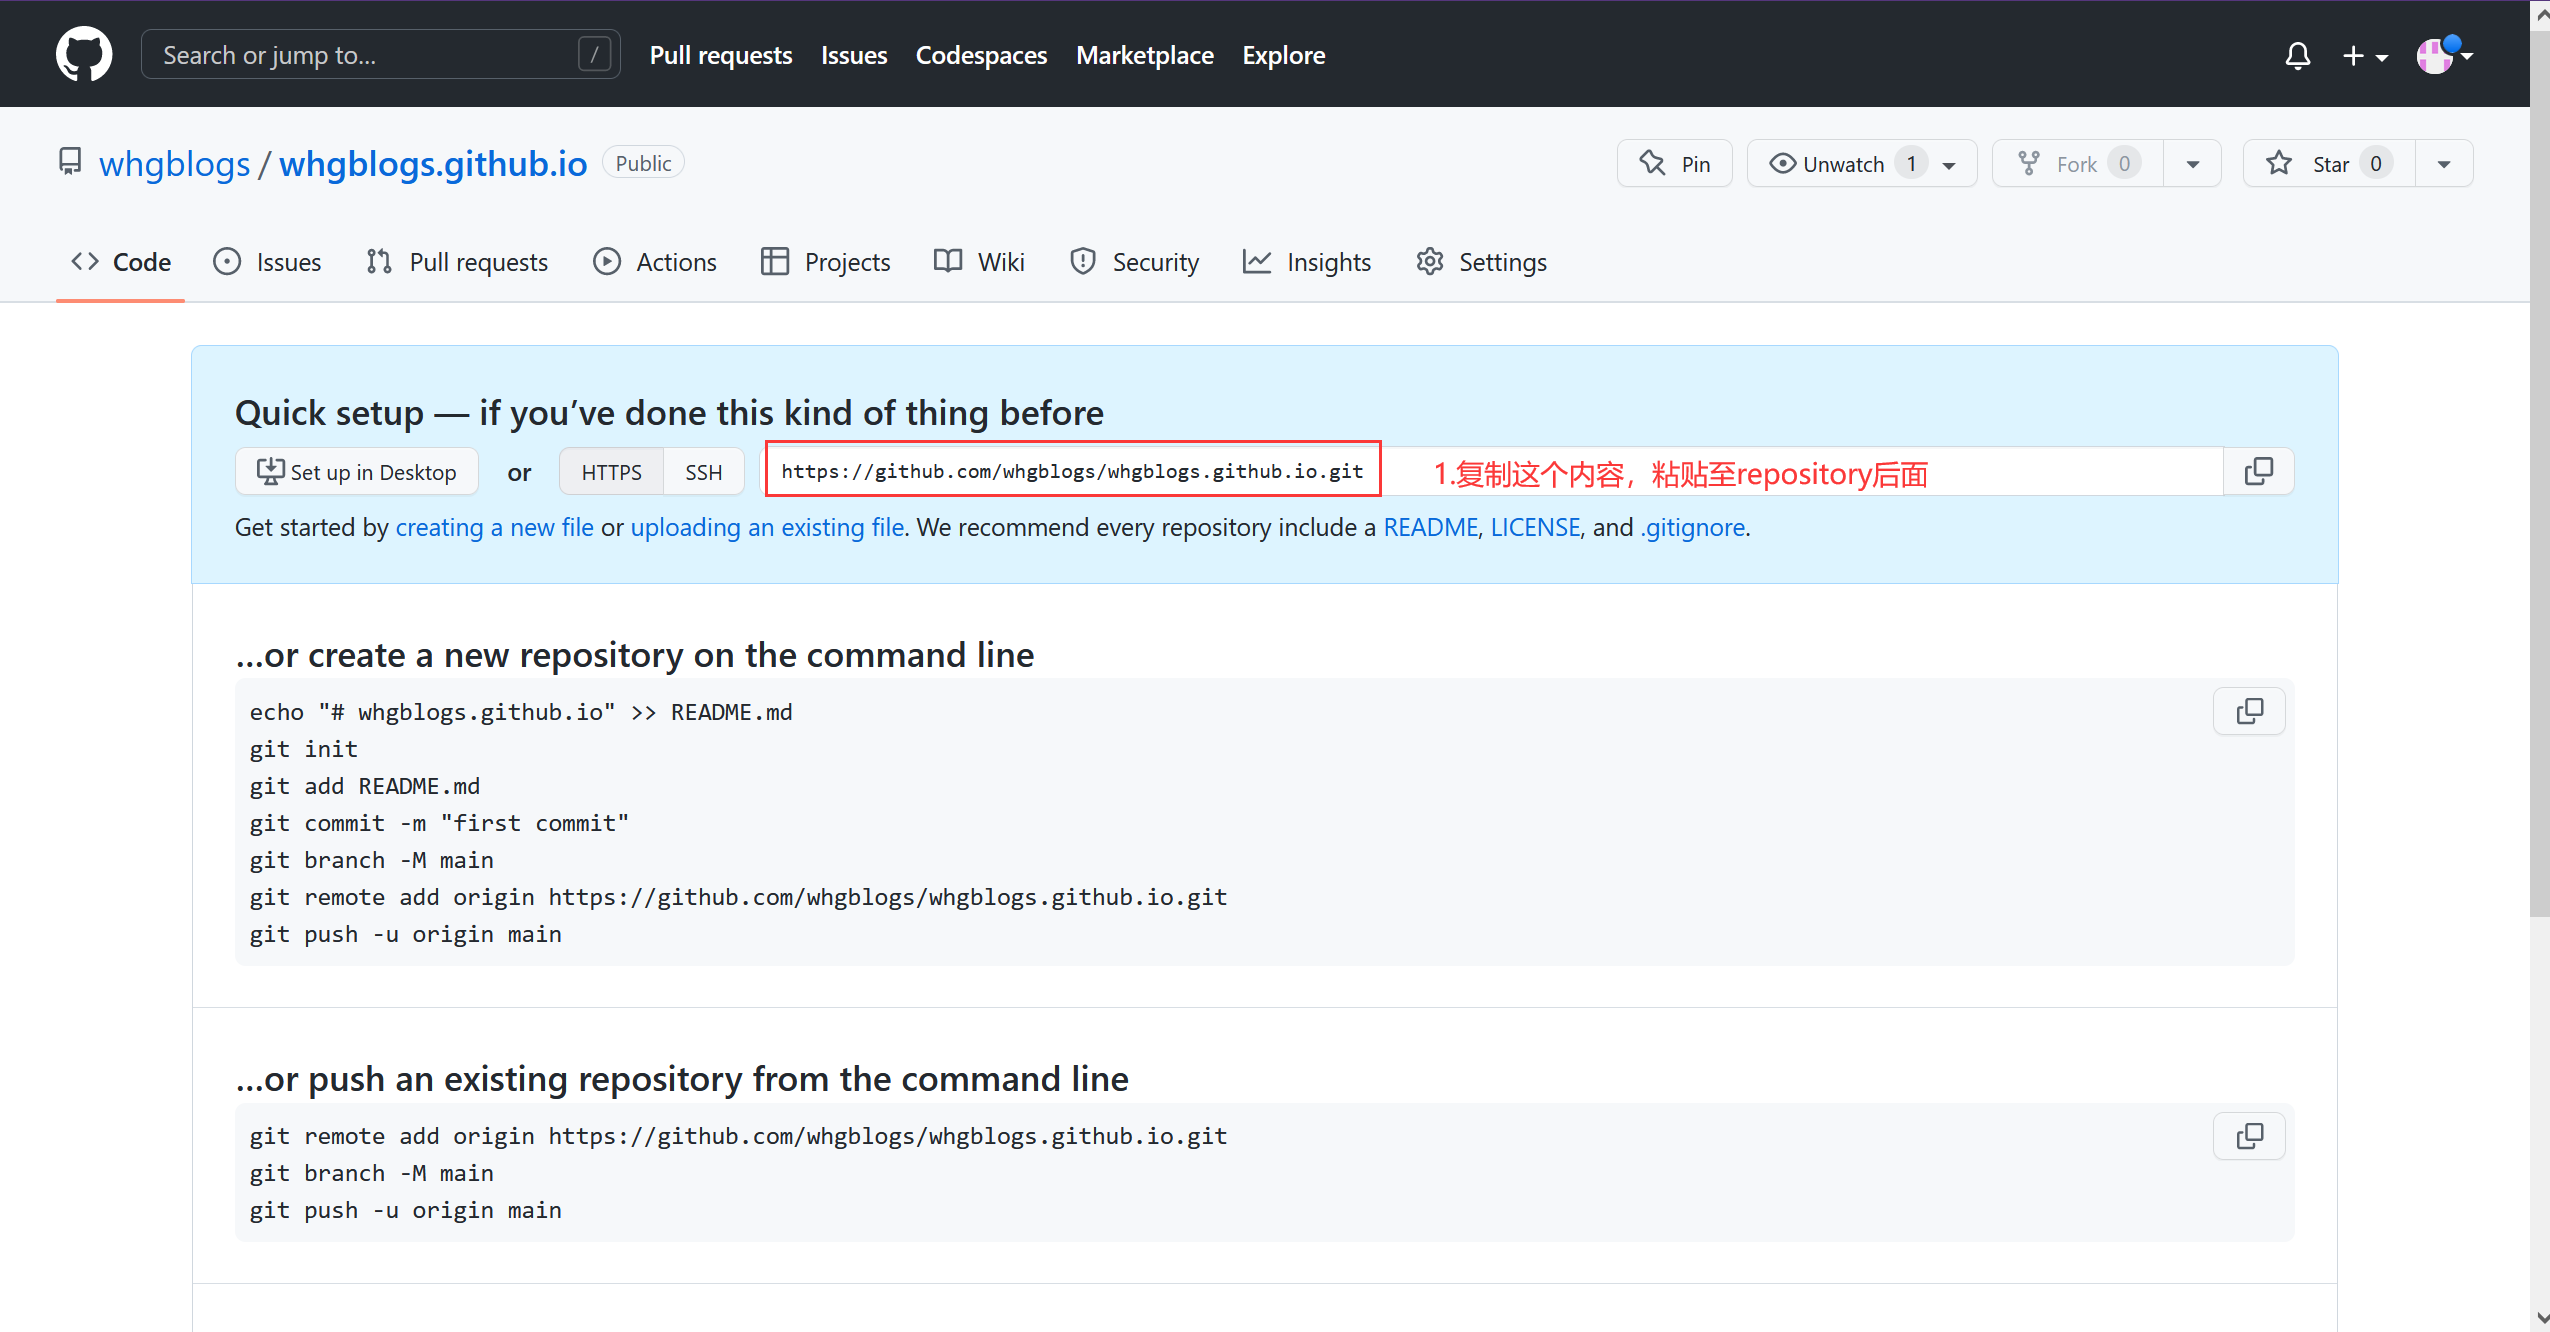 Search or jump to... /
Pull requests Issues Codespaces Marketplace Explore
whgblogs / whgblogs.github.io Public
Pin Unwatch 1 Fork 0 Star 0
Code Issues Pull requests Actions Projects Wiki Security Insights Settings
Quick setup — if you’ve done this kind of thing before
Set up in Desktop or HTTPS SSH https://github.com/whgblogs/whgblogs.github.io.git 1.复制这个内容，粘贴至repository后面
Get started by creating a new file or uploading an existing file. We recommend every repository include a README, LICENSE, and .gitignore.
…or create a new repository on the command line
echo "# whgblogs.github.io" >> README.md
git init
git add README.md
git commit -m "first commit"
git branch -M main
git remote add origin https://github.com/whgblogs/whgblogs.github.io.git
git push -u origin main
…or push an existing repository from the command line
git remote add origin https://github.com/whgblogs/whgblogs.github.io.git
git branch -M main
git push -u origin main